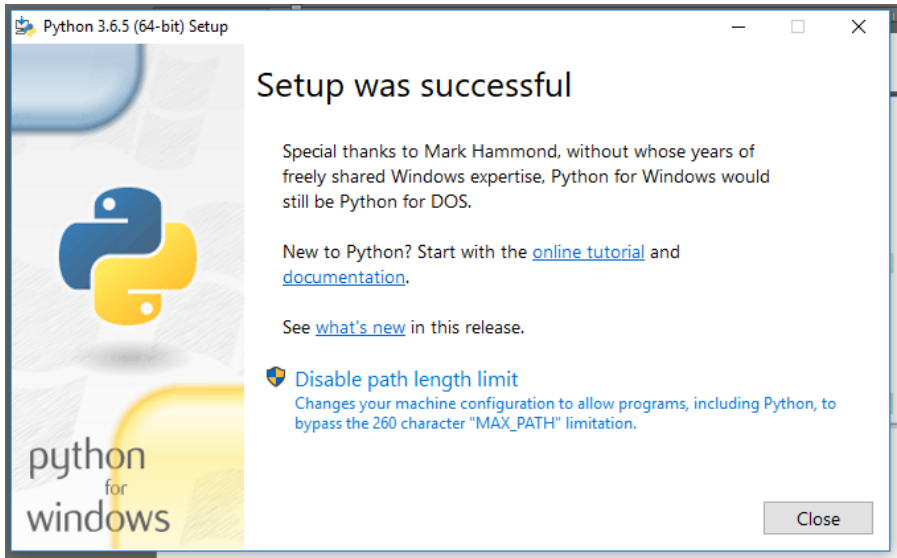 Python 3.6.5 (64-bit) Setup
Setup was successful
Special thanks to Mark Hammond, without whose years of
freely shared Windows expertise, Python for Windows would
still be Python for DOS.
New to Python? Start with the online tutorial and
documentation.
See what's new in this release.
Disable path length limit
Changes your machine configuration to allow programs, including Python, to
bypass the 260 character "MAX_PATH" limitation.
python
for
windows
Close